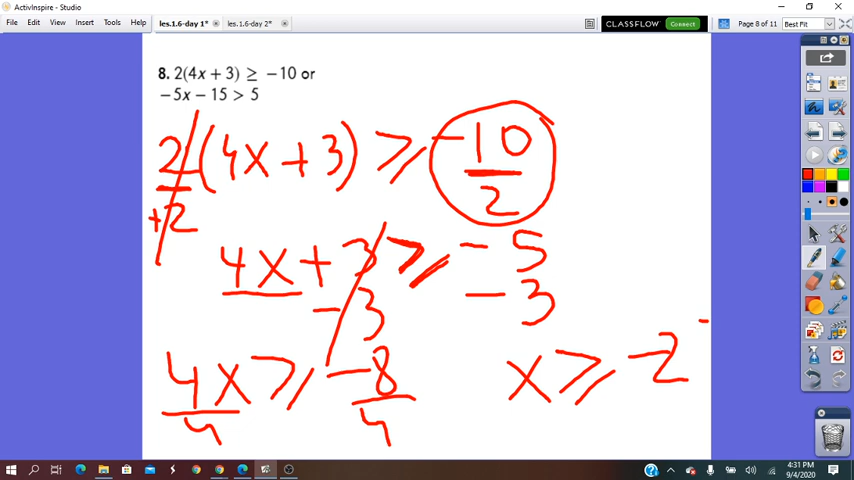 ActivInspire - Studio
File Edit View Insert Tools Help
les.1.6-day 1* les.1.6-day 2*
CLASSFLOW Connect
Page 8 of 11 Best Fit
8. 2(4x + 3) ≥ −10 or
−5x − 15 > 5
2(4x + 3) ≥ −10
+2 2
4x + 3 ≥ −5
−3 −3
4x ≥ −8 x ≥ −2
4 4
4:31 PM
9/4/2020